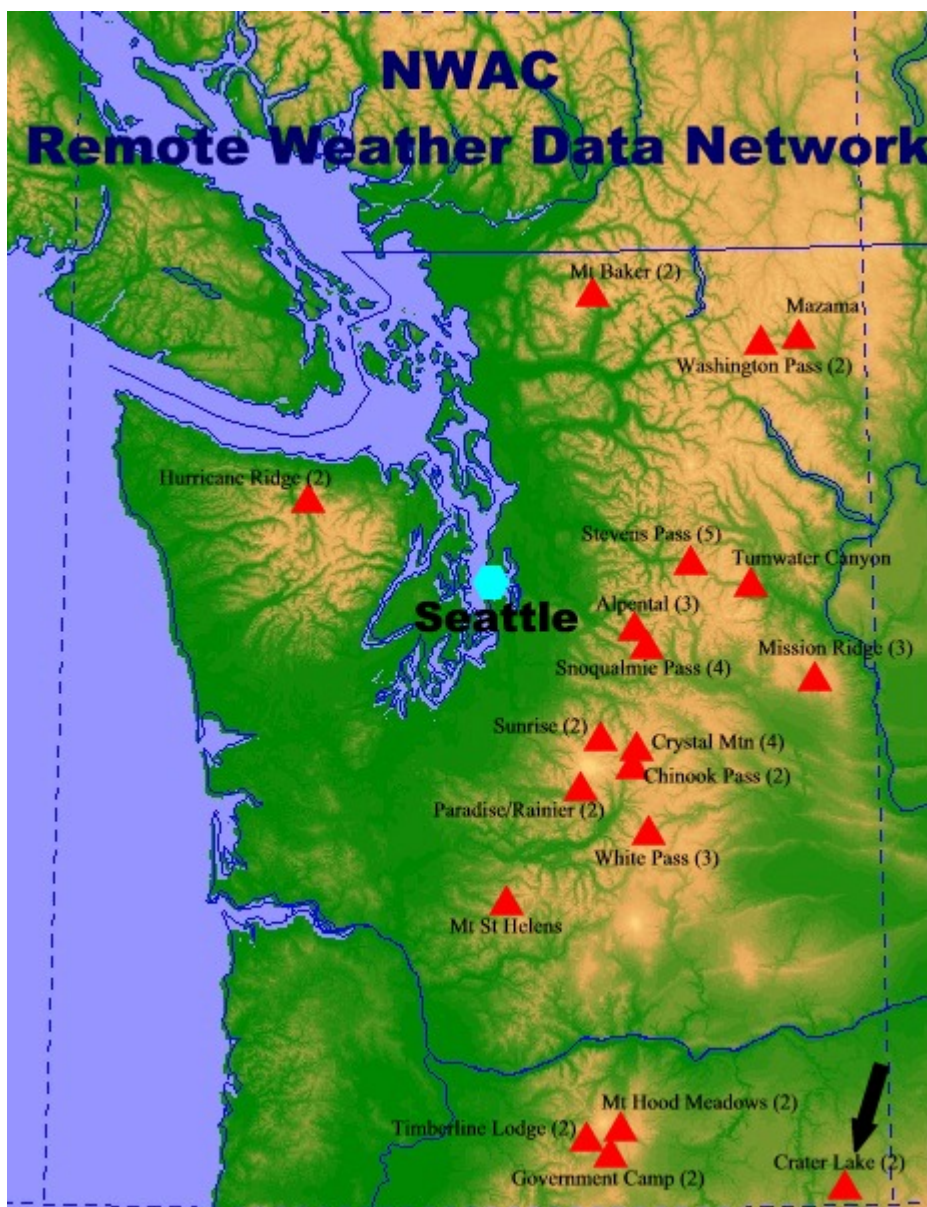 NWAC
Remote Weather Data Network
Mt Baker (2)
Mazama
Washington Pass (2)
Hurricane Ridge (2)
Stevens Pass (5)
Tumwater Canyon
Seattle
Alpental (3)
Snoqualmie Pass (4)
Mission Ridge (3)
Sunrise (2)
Crystal Mtn (4)
Chinook Pass (2)
Paradise/Rainier (2)
White Pass (3)
Mt St Helens
Mt Hood Meadows (2)
Timberline Lodge (2)
Government Camp (2)
Crater Lake (2)